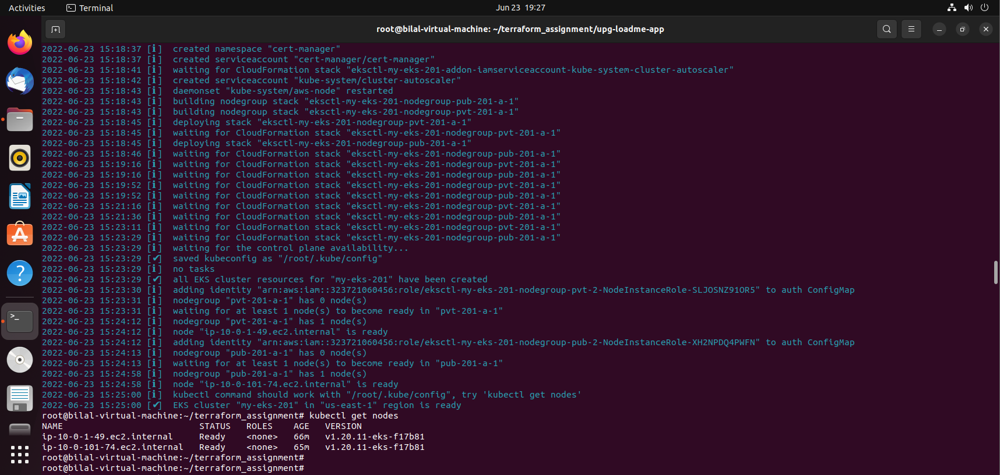 Activities
Terminal
Jun 23 19:27
root@bilal-virtual-machine: ~/terraform_assignment/upg-loadme-app
2022-06-23 15:18:37 [ℹ]  created namespace "cert-manager"
2022-06-23 15:18:37 [ℹ]  created serviceaccount "cert-manager/cert-manager"
2022-06-23 15:18:41 [ℹ]  waiting for CloudFormation stack "eksctl-my-eks-201-addon-iamserviceaccount-kube-system-cluster-autoscaler"
2022-06-23 15:18:42 [ℹ]  created serviceaccount "kube-system/cluster-autoscaler"
2022-06-23 15:18:43 [ℹ]  daemonset "kube-system/aws-node" restarted
2022-06-23 15:18:43 [ℹ]  building nodegroup stack "eksctl-my-eks-201-nodegroup-pub-201-a-1"
2022-06-23 15:18:43 [ℹ]  building nodegroup stack "eksctl-my-eks-201-nodegroup-pvt-201-a-1"
2022-06-23 15:18:45 [ℹ]  deploying stack "eksctl-my-eks-201-nodegroup-pvt-201-a-1"
2022-06-23 15:18:45 [ℹ]  waiting for CloudFormation stack "eksctl-my-eks-201-nodegroup-pvt-201-a-1"
2022-06-23 15:18:45 [ℹ]  deploying stack "eksctl-my-eks-201-nodegroup-pub-201-a-1"
2022-06-23 15:18:46 [ℹ]  waiting for CloudFormation stack "eksctl-my-eks-201-nodegroup-pub-201-a-1"
2022-06-23 15:19:16 [ℹ]  waiting for CloudFormation stack "eksctl-my-eks-201-nodegroup-pvt-201-a-1"
2022-06-23 15:19:16 [ℹ]  waiting for CloudFormation stack "eksctl-my-eks-201-nodegroup-pub-201-a-1"
2022-06-23 15:19:52 [ℹ]  waiting for CloudFormation stack "eksctl-my-eks-201-nodegroup-pvt-201-a-1"
2022-06-23 15:19:52 [ℹ]  waiting for CloudFormation stack "eksctl-my-eks-201-nodegroup-pub-201-a-1"
2022-06-23 15:21:16 [ℹ]  waiting for CloudFormation stack "eksctl-my-eks-201-nodegroup-pvt-201-a-1"
2022-06-23 15:21:36 [ℹ]  waiting for CloudFormation stack "eksctl-my-eks-201-nodegroup-pub-201-a-1"
2022-06-23 15:23:11 [ℹ]  waiting for CloudFormation stack "eksctl-my-eks-201-nodegroup-pvt-201-a-1"
2022-06-23 15:23:29 [ℹ]  waiting for CloudFormation stack "eksctl-my-eks-201-nodegroup-pub-201-a-1"
2022-06-23 15:23:29 [ℹ]  waiting for the control plane availability...
2022-06-23 15:23:29 [✔]  saved kubeconfig as "/root/.kube/config"
2022-06-23 15:23:29 [ℹ]  no tasks
2022-06-23 15:23:29 [✔]  all EKS cluster resources for "my-eks-201" have been created
2022-06-23 15:23:30 [ℹ]  adding identity "arn:aws:iam::323721060456:role/eksctl-my-eks-201-nodegroup-pvt-2-NodeInstanceRole-SLJOSNZ91OR5" to auth ConfigMap
2022-06-23 15:23:31 [ℹ]  nodegroup "pvt-201-a-1" has 0 node(s)
2022-06-23 15:23:31 [ℹ]  waiting for at least 1 node(s) to become ready in "pvt-201-a-1"
2022-06-23 15:24:12 [ℹ]  nodegroup "pvt-201-a-1" has 1 node(s)
2022-06-23 15:24:12 [ℹ]  node "ip-10-0-1-49.ec2.internal" is ready
2022-06-23 15:24:12 [ℹ]  adding identity "arn:aws:iam::323721060456:role/eksctl-my-eks-201-nodegroup-pub-2-NodeInstanceRole-XH2NPDQ4PWFN" to auth ConfigMap
2022-06-23 15:24:13 [ℹ]  nodegroup "pub-201-a-1" has 0 node(s)
2022-06-23 15:24:13 [ℹ]  waiting for at least 1 node(s) to become ready in "pub-201-a-1"
2022-06-23 15:24:58 [ℹ]  nodegroup "pub-201-a-1" has 1 node(s)
2022-06-23 15:24:58 [ℹ]  node "ip-10-0-101-74.ec2.internal" is ready
2022-06-23 15:25:00 [ℹ]  kubectl command should work with "/root/.kube/config", try 'kubectl get nodes'
2022-06-23 15:25:00 [✔]  EKS cluster "my-eks-201" in "us-east-1" region is ready
root@bilal-virtual-machine:~/terraform_assignment# kubectl get nodes
NAME                          STATUS   ROLES    AGE   VERSION
ip-10-0-1-49.ec2.internal     Ready    <none>   66m   v1.20.11-eks-f17b81
ip-10-0-101-74.ec2.internal   Ready    <none>   65m   v1.20.11-eks-f17b81
root@bilal-virtual-machine:~/terraform_assignment#
root@bilal-virtual-machine:~/terraform_assignment#